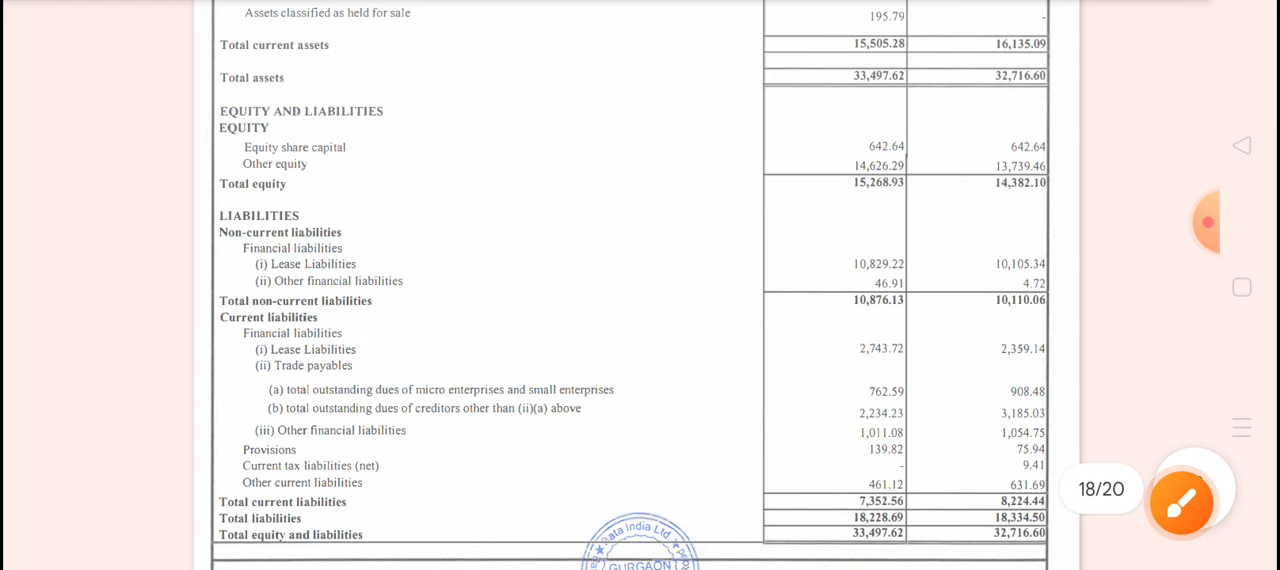 Assets classified as held for sale 195.79 -
Total current assets 15,505.28 16,135.09
Total assets 33,497.62 32,716.60
EQUITY AND LIABILITIES
EQUITY
Equity share capital 642.64 642.64
Other equity 14,626.29 13,739.46
Total equity 15,268.93 14,382.10
LIABILITIES
Non-current liabilities
Financial liabilities
(i) Lease Liabilities 10,829.22 10,105.34
(ii) Other financial liabilities 46.91 4.72
Total non-current liabilities 10,876.13 10,110.06
Current liabilities
Financial liabilities
(i) Lease Liabilities 2,743.72 2,359.14
(ii) Trade payables
(a) total outstanding dues of micro enterprises and small enterprises 762.59 908.48
(b) total outstanding dues of creditors other than (ii)(a) above 2,234.23 3,185.03
(iii) Other financial liabilities 1,011.08 1,054.75
Provisions 139.82 75.94
Current tax liabilities (net) - 9.41
Other current liabilities 461.12 631.69
Total current liabilities 7,352.56 8,224.44
Total liabilities 18,228.69 18,334.50
Total equity and liabilities 33,497.62 32,716.60
18/20
India Ltd.
GURGAON